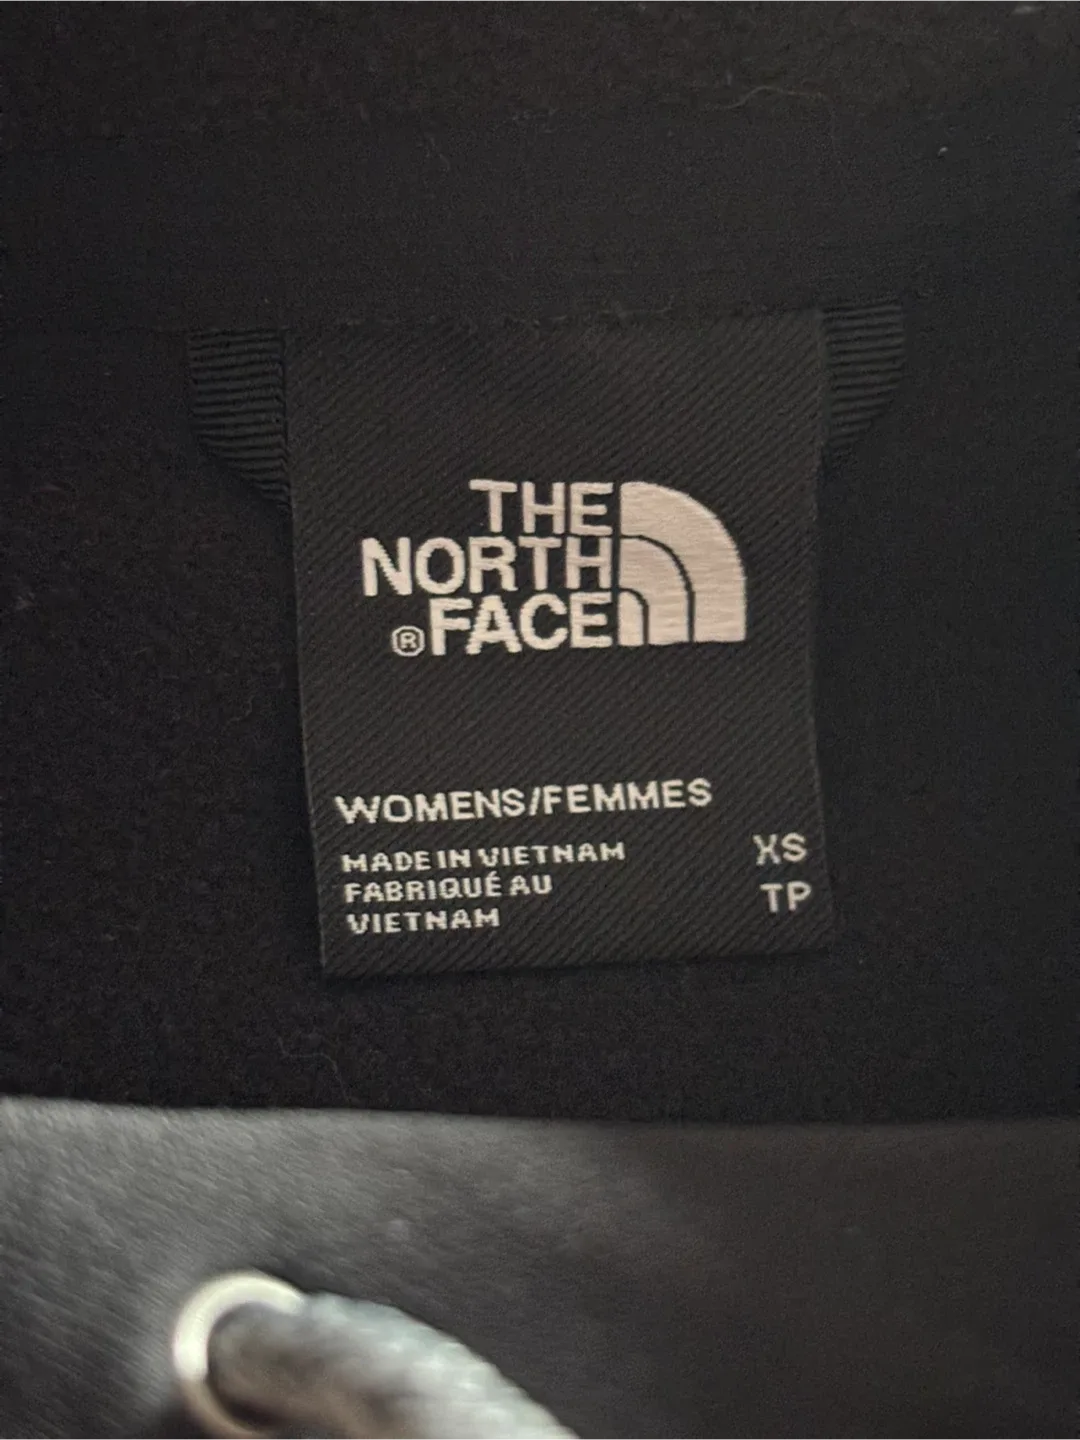 THE
NORTH
®FACE
WOMENS/FEMMES
MADE IN VIETNAM
FABRIQUÉ AU
VIETNAM
XS
TP